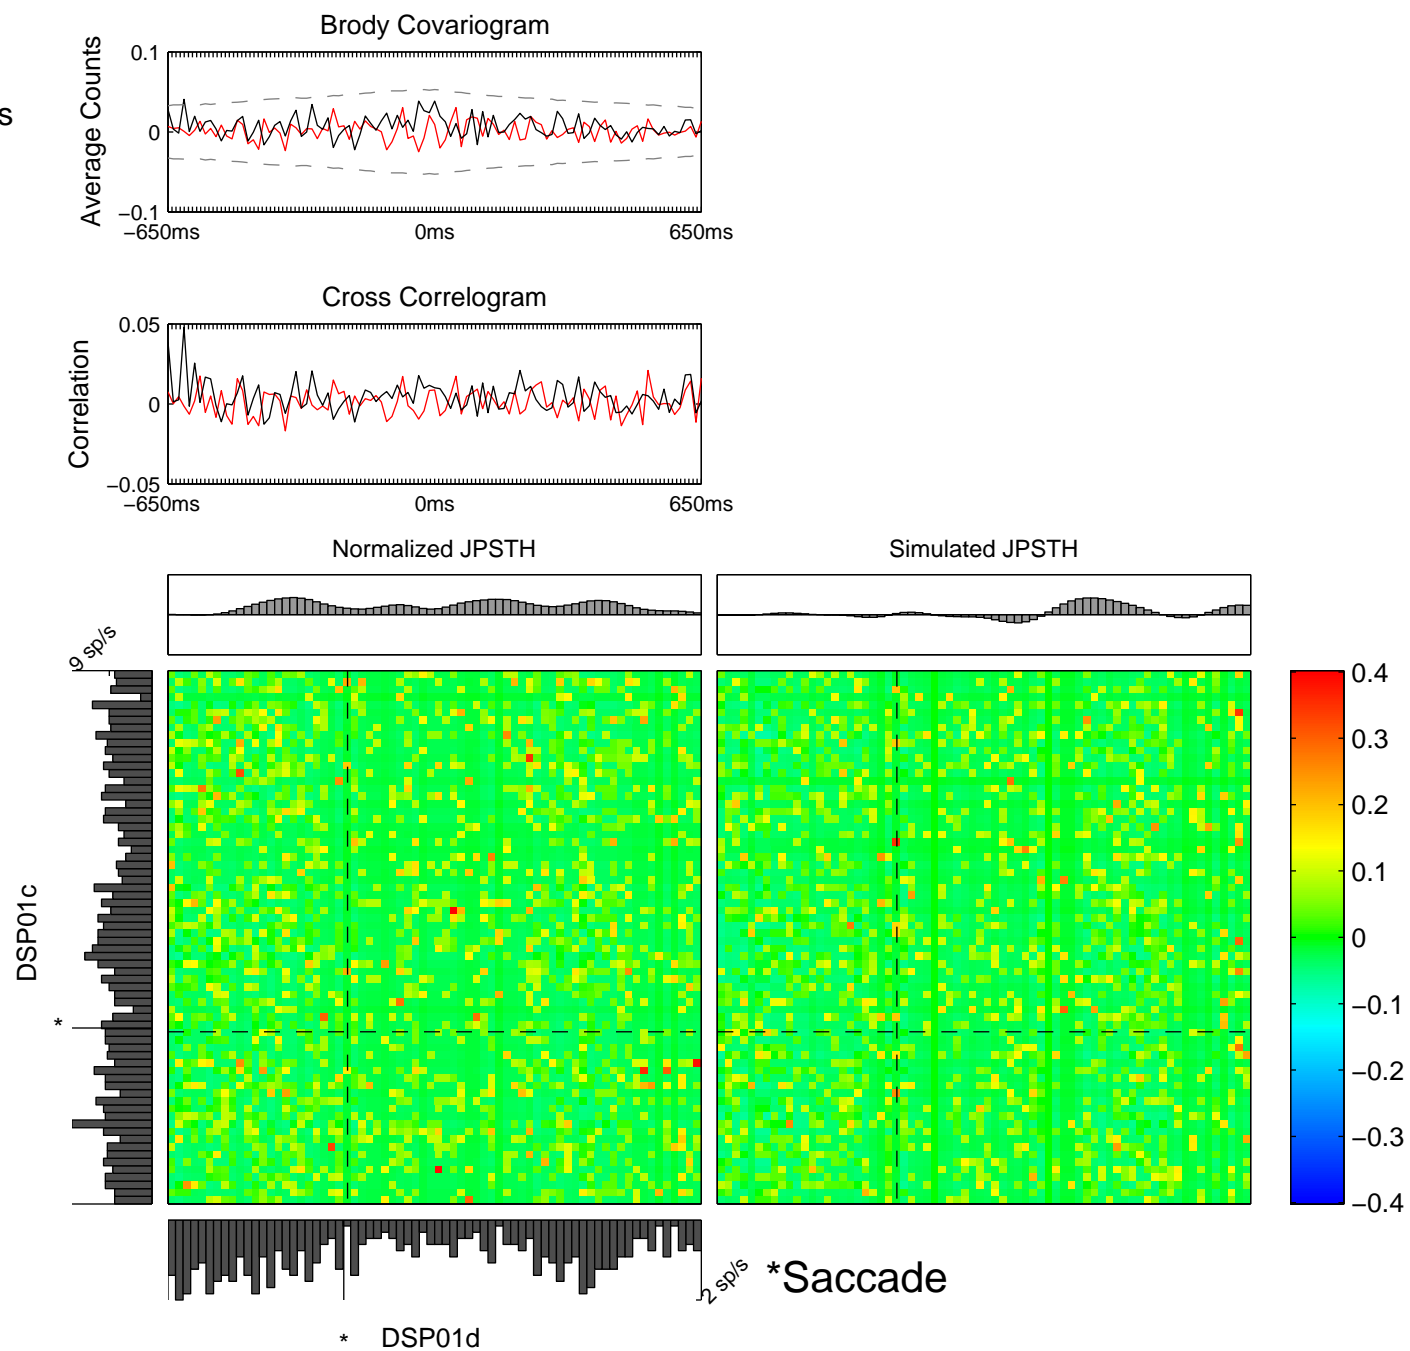 Brody Covariogram
s
Average Counts
0.1
0
−0.1
−650ms 0ms 650ms
Cross Correlogram
Correlation
0.05
0
−0.05
−650ms 0ms 650ms
Normalized JPSTH
Simulated JPSTH
9 sp/s
DSP01c
*
0.4
0.3
0.2
0.1
0
−0.1
−0.2
−0.3
−0.4
2 sp/s
*Saccade
* DSP01d